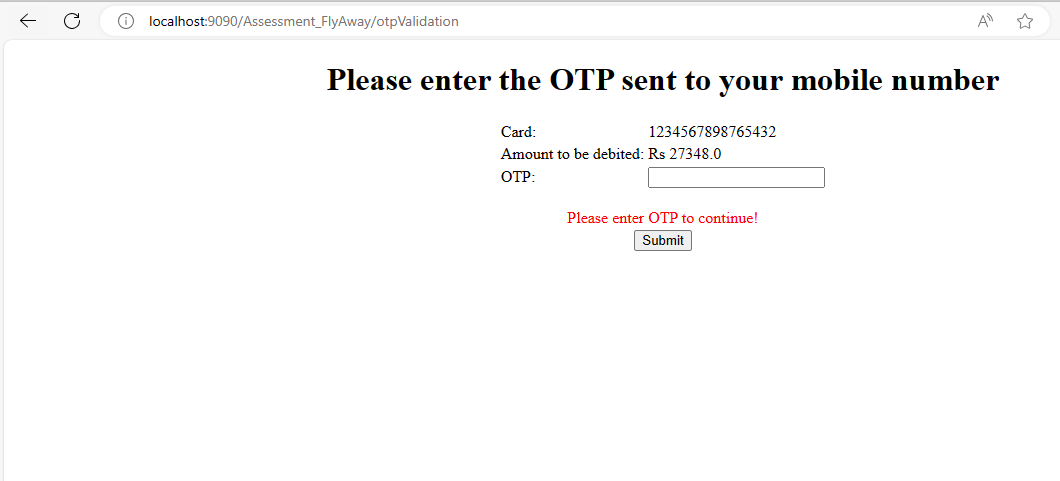 localhost:9090/Assessment_FlyAway/otpValidation
Please enter the OTP sent to your mobile number
Card: 1234567898765432
Amount to be debited: Rs 27348.0
OTP:
Please enter OTP to continue!
Submit